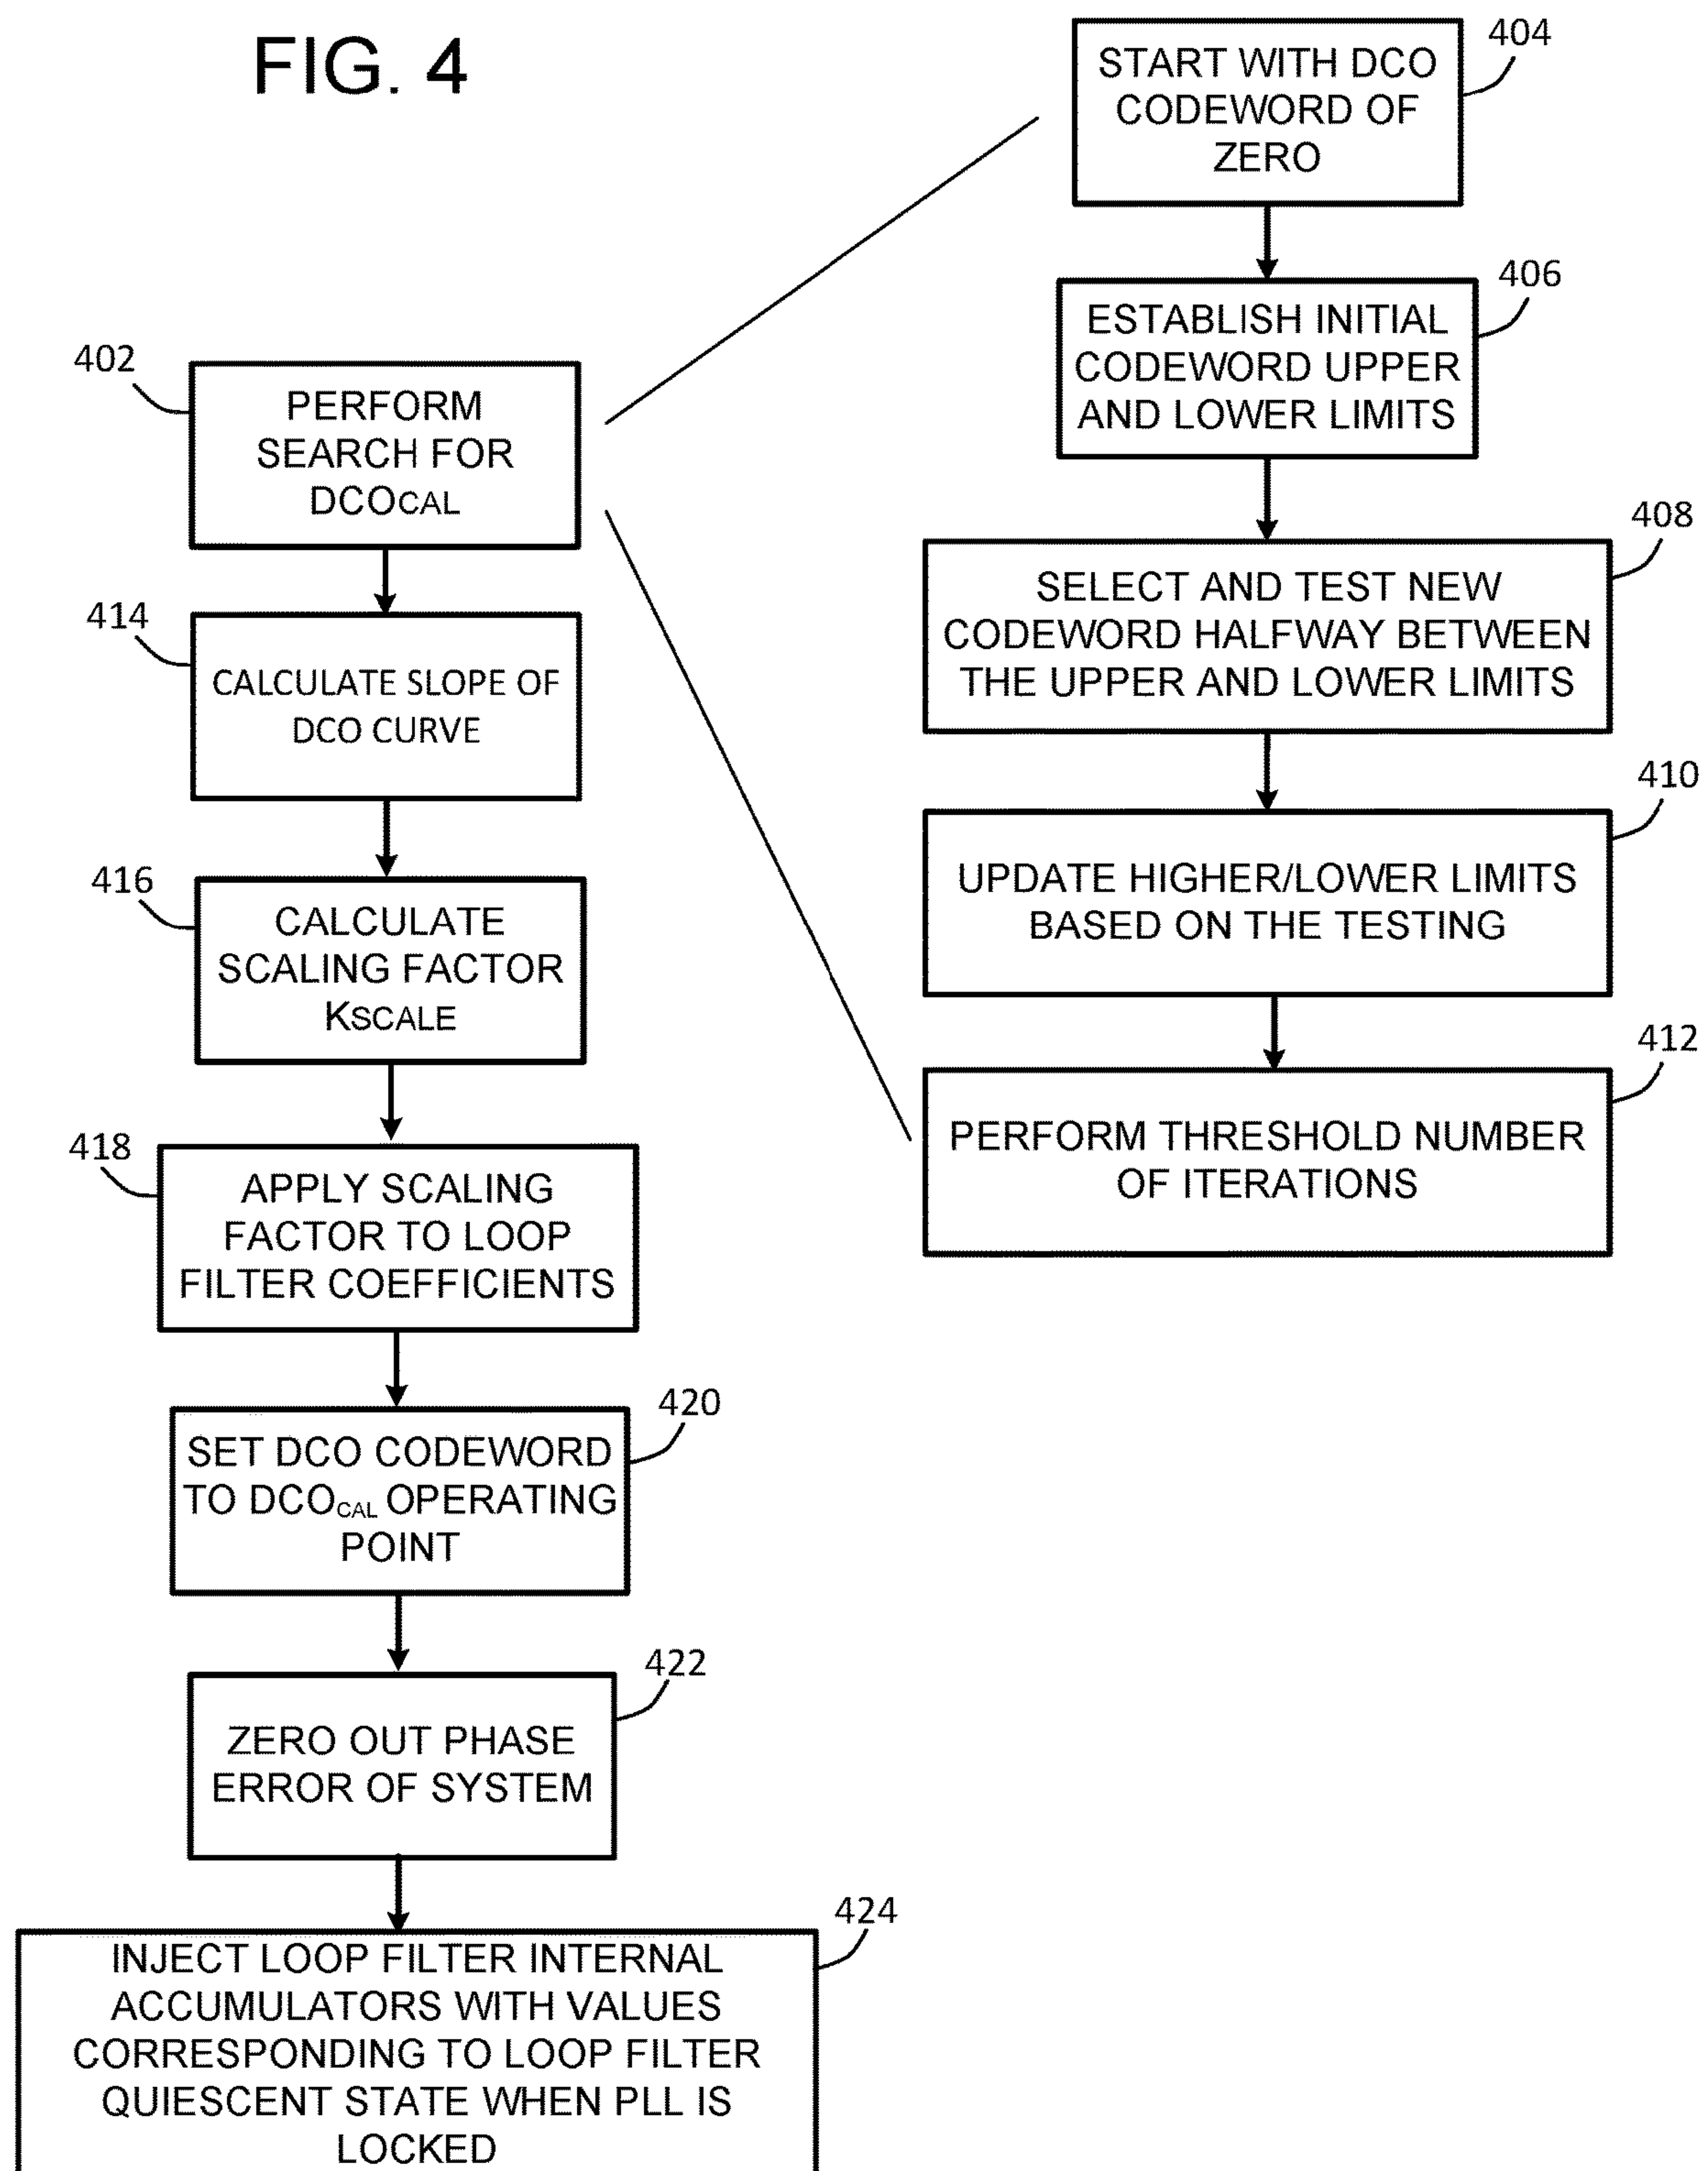 FIG. 4
402
PERFORM
SEARCH FOR
DCOCAL
414
CALCULATE SLOPE OF
DCO CURVE
416
CALCULATE
SCALING FACTOR
KSCALE
418
APPLY SCALING
FACTOR TO LOOP
FILTER COEFFICIENTS
420
SET DCO CODEWORD
TO DCOCAL OPERATING
POINT
422
ZERO OUT PHASE
ERROR OF SYSTEM
424
INJECT LOOP FILTER INTERNAL
ACCUMULATORS WITH VALUES
CORRESPONDING TO LOOP FILTER
QUIESCENT STATE WHEN PLL IS
LOCKED
404
START WITH DCO
CODEWORD OF
ZERO
406
ESTABLISH INITIAL
CODEWORD UPPER
AND LOWER LIMITS
408
SELECT AND TEST NEW
CODEWORD HALFWAY BETWEEN
THE UPPER AND LOWER LIMITS
410
UPDATE HIGHER/LOWER LIMITS
BASED ON THE TESTING
412
PERFORM THRESHOLD NUMBER
OF ITERATIONS